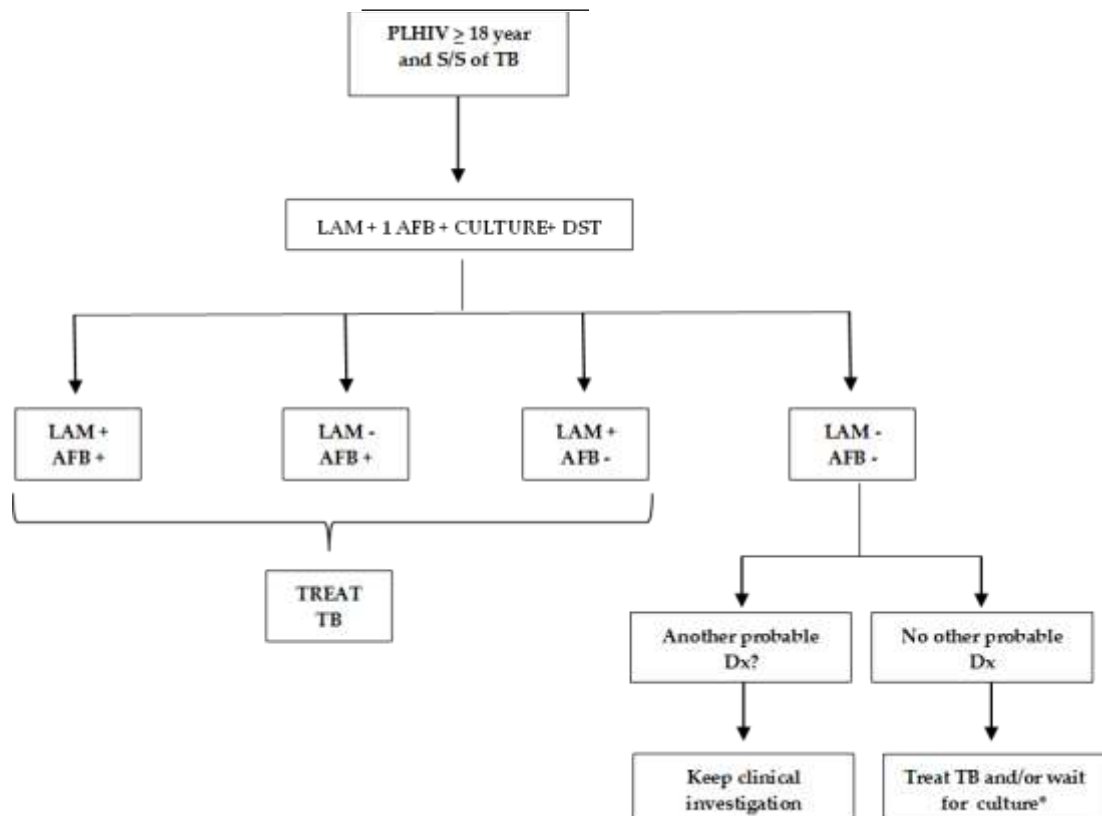 PLHIV ≥ 18 year
and S/S of TB
LAM + 1 AFB + CULTURE+ DST
LAM +
AFB +
LAM -
AFB +
LAM +
AFB -
LAM -
AFB -
TREAT
TB
Another probable
Dx?
No other probable
Dx
Keep clinical
investigation
Treat TB and/or wait
for culture*